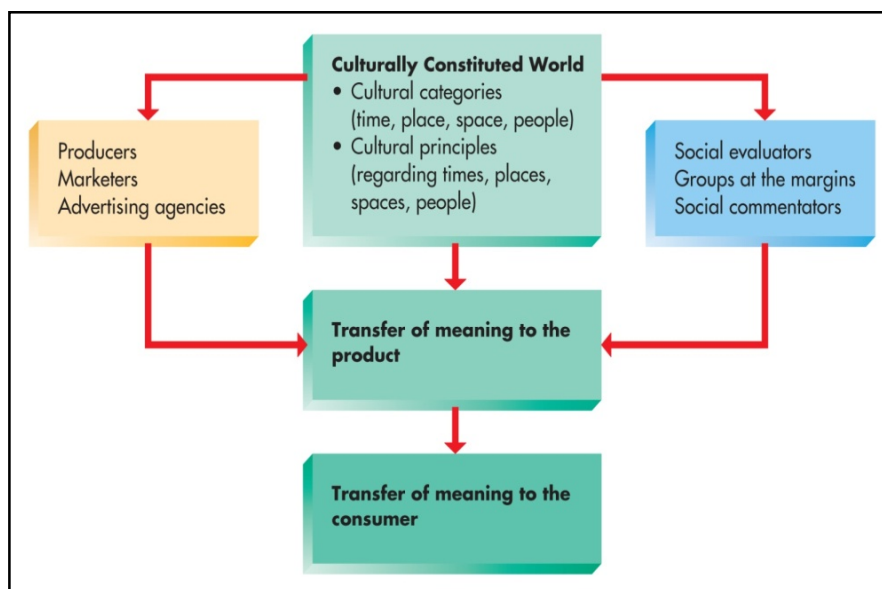 Culturally Constituted World
• Cultural categories
(time, place, space, people)
• Cultural principles
(regarding times, places,
spaces, people)
Producers
Marketers
Advertising agencies
Social evaluators
Groups at the margins
Social commentators
Transfer of meaning to the
product
Transfer of meaning to the
consumer